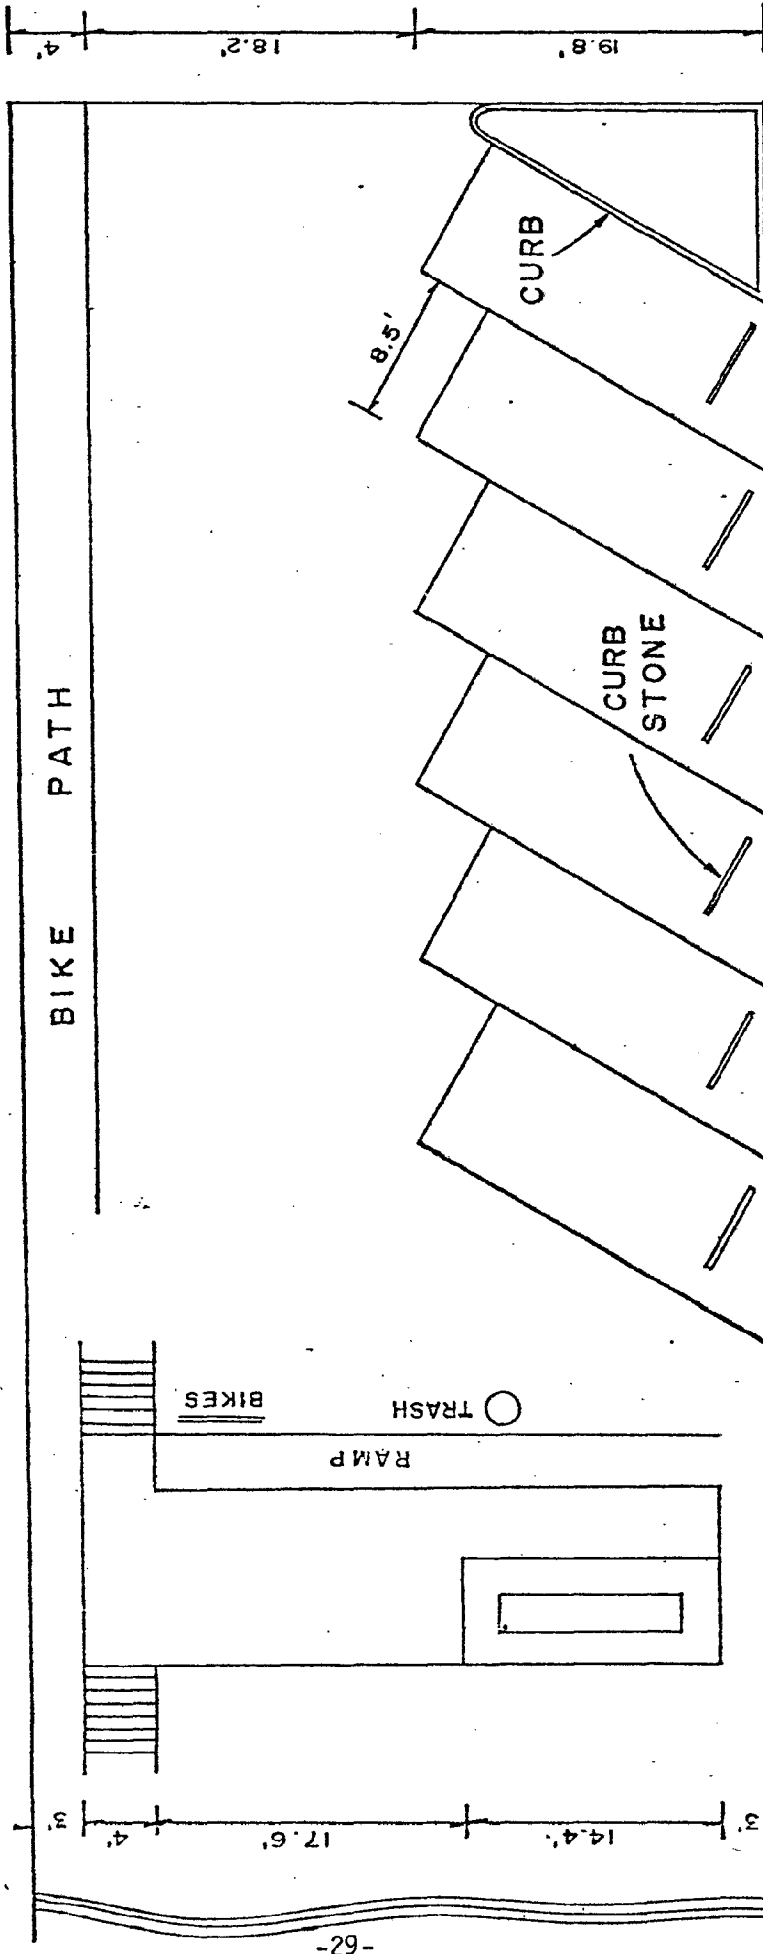 4'
18.2'
19.8'
CURB
8.5'
CURB
STONE
BIKE PATH
BIKES
TRASH
RAMP
3'
4'
17.6'
14.4'
3'
-62-